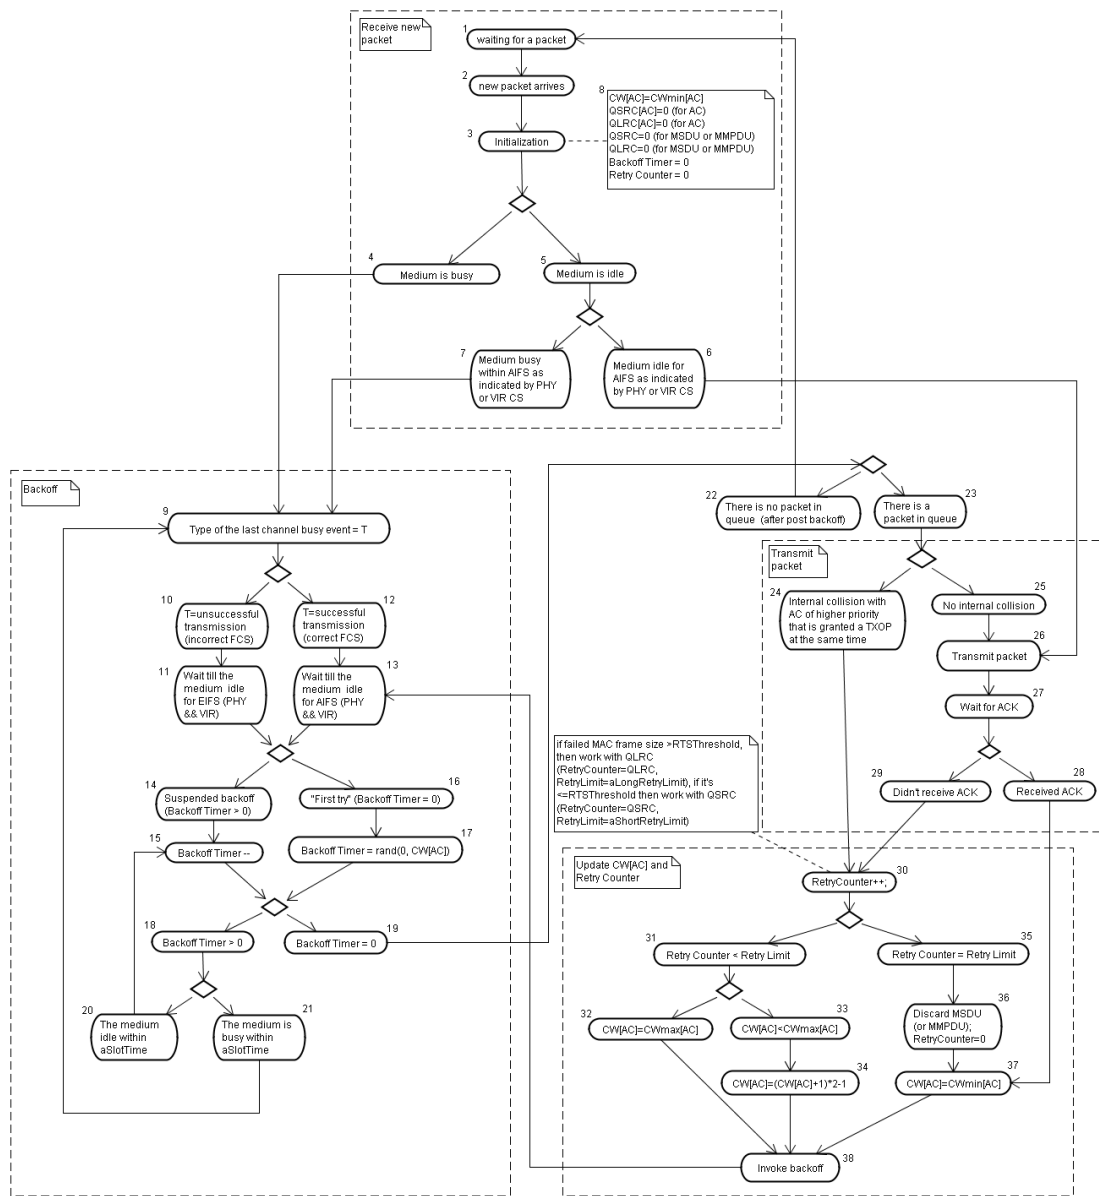 Receive new
packet
1
waiting for a packet
2
new packet arrives
3
Initialization
8
CW[AC]=CWmin[AC]
QSRC[AC]=0 (for AC)
QLRC[AC]=0 (for AC)
QSRC=0 (for MSDU or MMPDU)
QLRC=0 (for MSDU or MMPDU)
Backoff Timer = 0
Retry Counter = 0
4
Medium is busy
5
Medium is idle
7
Medium busy
within AIFS as
indicated by PHY
or VIR CS
6
Medium idle for
AIFS as indicated
by PHY or VIR CS
Backoff
9
Type of the last channel busy event = T
10
T=unsuccessful
transmission
(incorrect FCS)
12
T=successful
transmission
(correct FCS)
11
Wait till the
medium idle
for EIFS (PHY
&& VIR)
13
Wait till the
medium idle
for AIFS (PHY
&& VIR)
14
Suspended backoff
(Backoff Timer > 0)
16
"First try" (Backoff Timer = 0)
15
Backoff Timer --
17
Backoff Timer = rand(0, CW[AC])
18
Backoff Timer > 0
19
Backoff Timer = 0
20
The medium
idle within
aSlotTime
21
The medium is
busy within
aSlotTime
22
There is no packet in
queue (after post backoff)
23
There is a
packet in queue
Transmit
packet
24
Internal collision with
AC of higher priority
that is granted a TXOP
at the same time
25
No internal collision
26
Transmit packet
27
Wait for ACK
29
Didn't receive ACK
28
Received ACK
if failed MAC frame size >RTSThreshold,
then work with QLRC
(RetryCounter=QLRC,
RetryLimit=aLongRetryLimit), if it's
<=RTSThreshold then work with QSRC
(RetryCounter=QSRC,
RetryLimit=aShortRetryLimit)
Update CW[AC] and
Retry Counter
30
RetryCounter++;
31
Retry Counter < Retry Limit
35
Retry Counter = Retry Limit
32
CW[AC]=CWmax[AC]
33
CW[AC]<CWmax[AC]
36
Discard MSDU
(or MMPDU);
RetryCounter=0
34
CW[AC]=(CW[AC]+1)*2-1
37
CW[AC]=CWmin[AC]
38
Invoke backoff